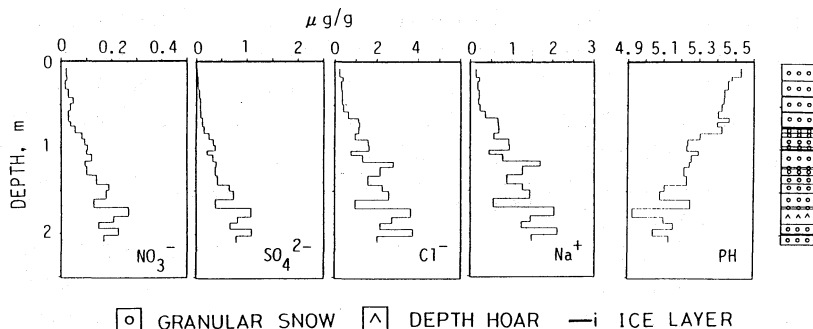 μ g/g
0 0.2 0.4
0 1 2
0 2 4 6
0 1 2 3
4.9 5.1 5.3 5.5
0
1
2
DEPTH, m
NO3−
SO4 2−
Cl−
Na+
PH
GRANULAR SNOW
DEPTH HOAR
—i ICE LAYER